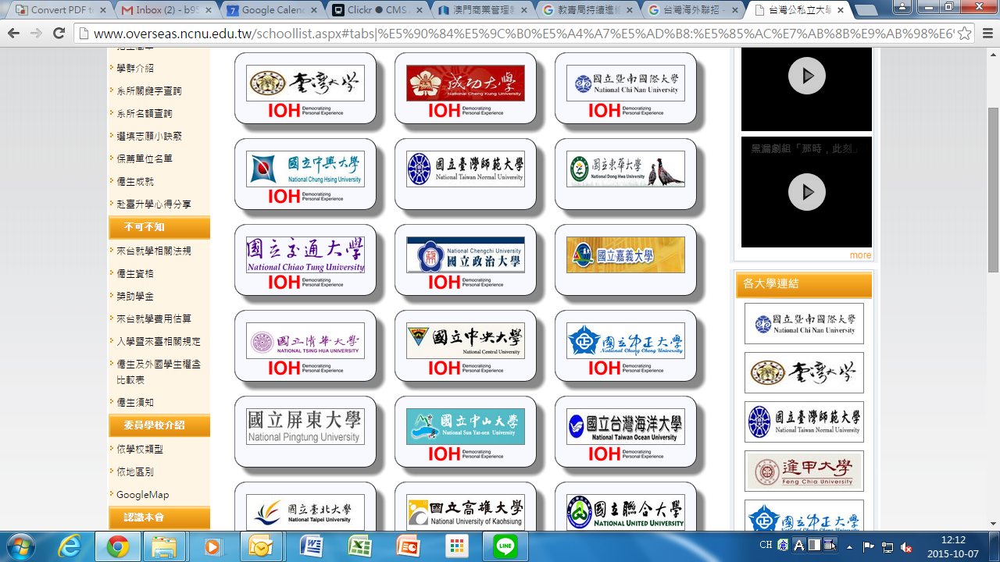 Convert PDF to
Inbox (2) - b95
Google Calend
Clickr ● CMS A
澳門商業管理教
教育局持續進修
台灣海外聯招 -
台灣公私立大學
www.overseas.ncnu.edu.tw/schoollist.aspx#tabs|%E5%90%84%E5%9C%B0%E5%A4%A7%E5%AD%B8:%E5%85%AC%E7%AB%8B%E9%AB%98%E6%
學群介紹
系所關鍵字查詢
系所名額查詢
選填志願小訣竅
保薦單位名單
僑生成就
赴臺升學心得分享
不可不知
來台就學相關法規
僑生資格
獎助學金
來台就學費用估算
入學暨來臺相關規定
僑生及外國學生權益
比較表
僑生須知
委員學校介紹
依學校類型
依地區別
GoogleMap
認識本會
臺灣大學
IOH Democratizing
Personal Experience
成功大學
National Cheng Kung University
IOH Democratizing
Personal Experience
國立暨南國際大學
National Chi Nan University
IOH Democratizing
Personal Experience
國立中興大學
National Chung Hsing University
IOH Democratizing
Personal Experience
國立臺灣師範大學
National Taiwan Normal University
國立東華大學
National Dong Hwa University
國立交通大學
National Chiao Tung University
IOH Democratizing
Personal Experience
National Chengchi University
國立政治大學
IOH Democratizing
Personal Experience
國立嘉義大學
國立清華大學
NATIONAL TSING HUA UNIVERSITY
IOH Democratizing
Personal Experience
國立中央大學
National Central University
IOH Democratizing
Personal Experience
國立中正大學
National Chung Cheng University
IOH Democratizing
Personal Experience
國立屏東大學
National Pingtung University
國立中山大學
National Sun Yat-sen University
IOH Democratizing
Personal Experience
國立台灣海洋大學
National Taiwan Ocean University
IOH Democratizing
Personal Experience
國立臺北大學
National Taipei University
國立高雄大學
National University of Kaohsiung
國立聯合大學
NATIONAL UNITED UNIVERSITY
黑漏劇組「那時，此刻」
more
各大學連結
國立暨南國際大學
National Chi Nan University
臺灣大學
國立臺灣師範大學
National Taiwan Normal University
逢甲大學
Feng Chia University
國立中正大學
National Chung Cheng University
LINE
CH
A
12:12
2015-10-07